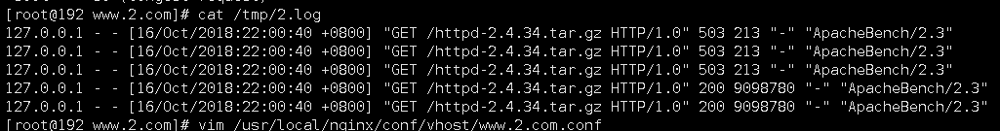 [root@192 www.2.com]# cat /tmp/2.log
127.0.0.1 - - [16/Oct/2018:22:00:40 +0800] "GET /httpd-2.4.34.tar.gz HTTP/1.0" 503 213 "-" "ApacheBench/2.3"
127.0.0.1 - - [16/Oct/2018:22:00:40 +0800] "GET /httpd-2.4.34.tar.gz HTTP/1.0" 503 213 "-" "ApacheBench/2.3"
127.0.0.1 - - [16/Oct/2018:22:00:40 +0800] "GET /httpd-2.4.34.tar.gz HTTP/1.0" 503 213 "-" "ApacheBench/2.3"
127.0.0.1 - - [16/Oct/2018:22:00:40 +0800] "GET /httpd-2.4.34.tar.gz HTTP/1.0" 200 9098780 "-" "ApacheBench/2.3"
127.0.0.1 - - [16/Oct/2018:22:00:40 +0800] "GET /httpd-2.4.34.tar.gz HTTP/1.0" 200 9098780 "-" "ApacheBench/2.3"
[root@192 www.2.com]# vim /usr/local/nginx/conf/vhost/www.2.com.conf